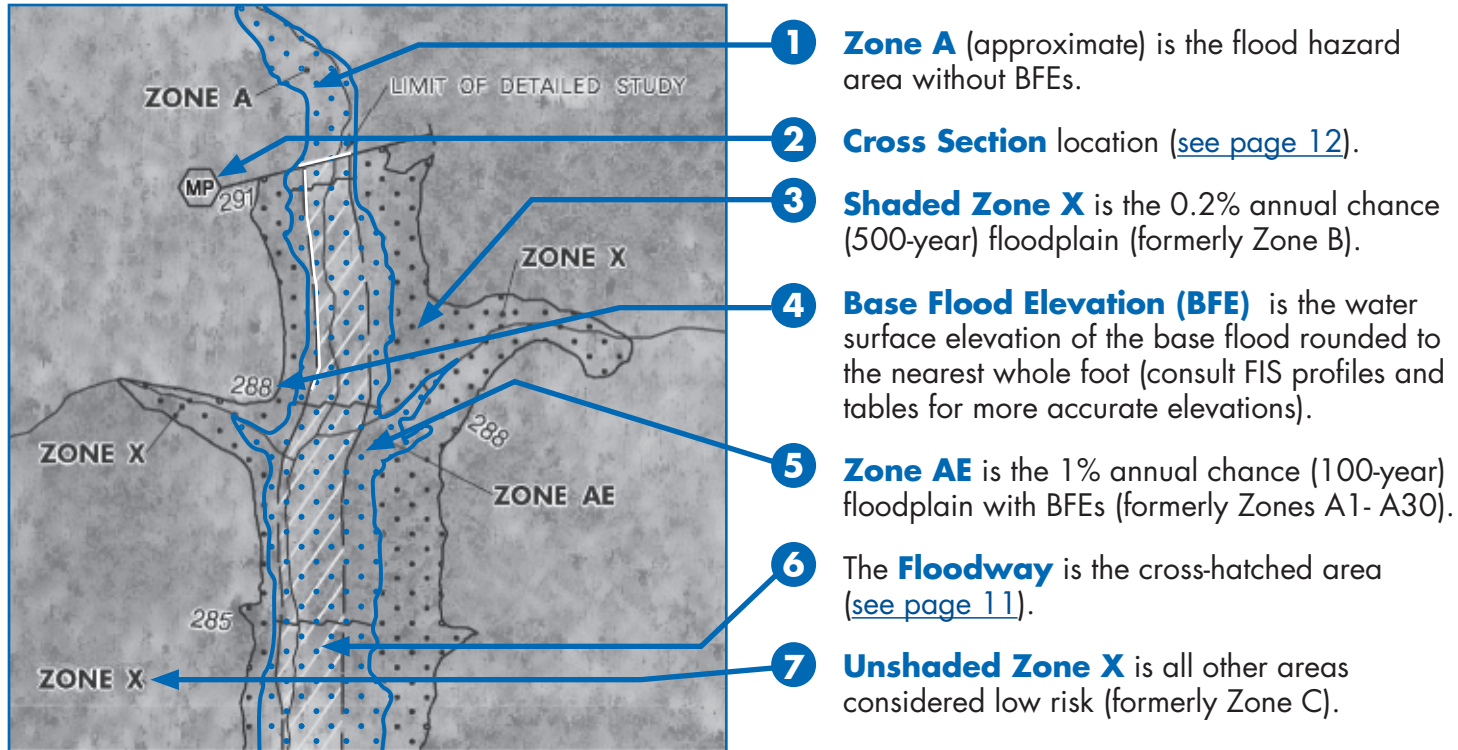 ZONE A
LIMIT OF DETAILED STUDY
MP
291
ZONE X
288
288
ZONE X
ZONE AE
285
ZONE X
1 Zone A (approximate) is the flood hazard
area without BFEs.
2 Cross Section location (see page 12).
3 Shaded Zone X is the 0.2% annual chance
(500-year) floodplain (formerly Zone B).
4 Base Flood Elevation (BFE) is the water
surface elevation of the base flood rounded to
the nearest whole foot (consult FIS profiles and
tables for more accurate elevations).
5 Zone AE is the 1% annual chance (100-year)
floodplain with BFEs (formerly Zones A1- A30).
6 The Floodway is the cross-hatched area
(see page 11).
7 Unshaded Zone X is all other areas
considered low risk (formerly Zone C).